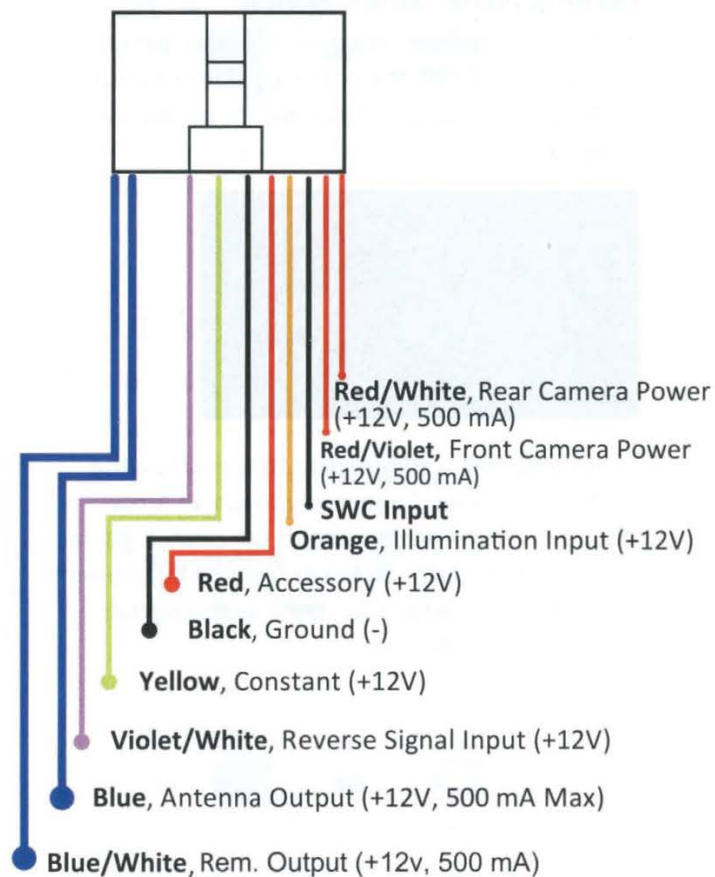 Red/White, Rear Camera Power
(+12V, 500 mA)
Red/Violet, Front Camera Power
(+12V, 500 mA)
SWC Input
Orange, Illumination Input (+12V)
Red, Accessory (+12V)
Black, Ground (-)
Yellow, Constant (+12V)
Violet/White, Reverse Signal Input (+12V)
Blue, Antenna Output (+12V, 500 mA Max)
Blue/White, Rem. Output (+12v, 500 mA)